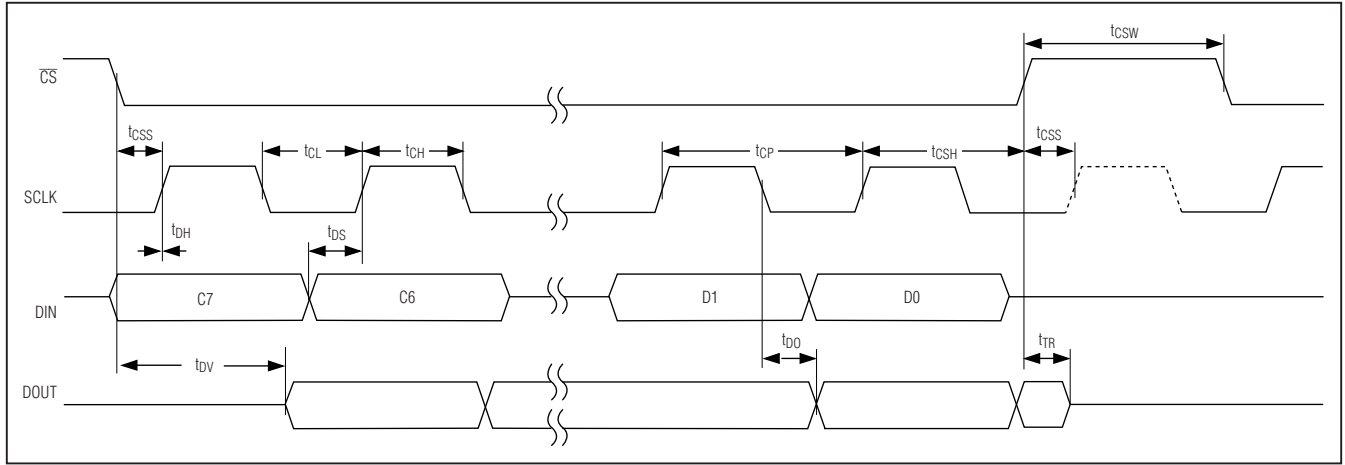 tCSW
CS
tCSS
tCL
tCH
tCP
tCSH
tCSS
SCLK
tDH
tDS
C7
C6
D1
D0
DIN
tDV
tDO
tTR
DOUT